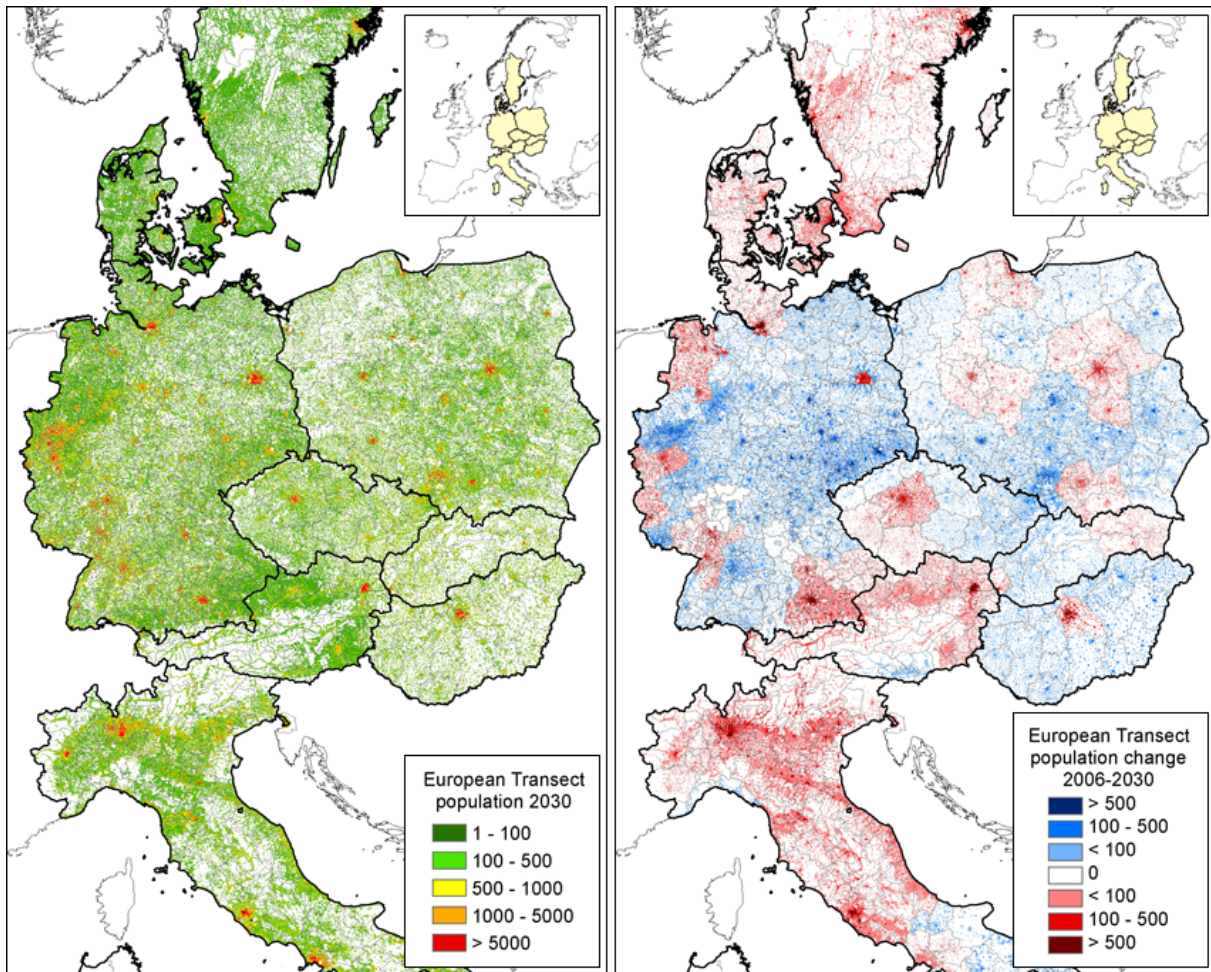 European Transect
population 2030
1 - 100
100 - 500
500 - 1000
1000 - 5000
> 5000
European Transect
population change
2006-2030
> 500
100 - 500
< 100
0
< 100
100 - 500
> 500